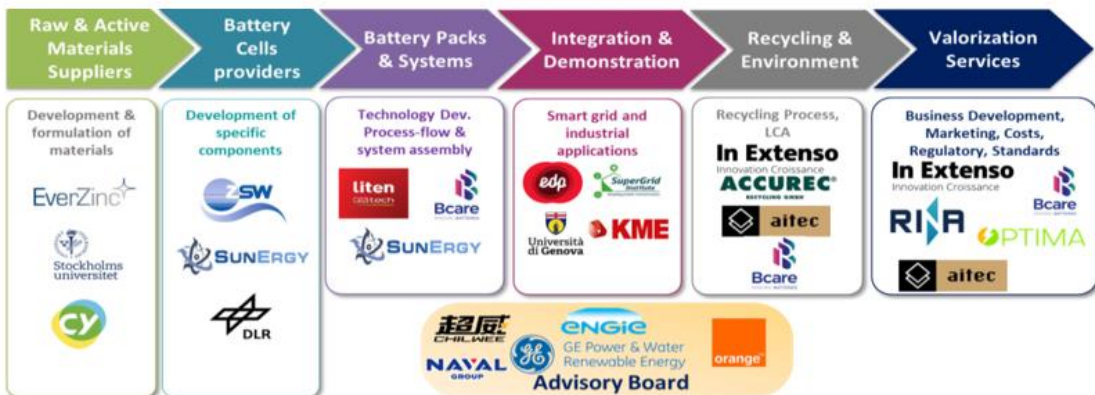 Raw & Active
Materials
Suppliers
Battery
Cells
providers
Battery Packs
& Systems
Integration &
Demonstration
Recycling &
Environment
Valorization
Services
Development &
formulation of
materials
EverZinc
Stockholms
universitet
CY
Development of
specific
components
ZSW
SUNERGY
DLR
Technology Dev.
Process-flow &
system assembly
liten
ceatech
Bcare
SUNERGY
Smart grid and
industrial
applications
edp
SuperGrid
Institute
Università
di Genova
KME
Recycling Process,
LCA
In Extenso
Innovation Croissance
ACCUREC®
RECYCLING GMBH
aitec
Bcare
Business Development,
Marketing, Costs,
Regulatory, Standards
In Extenso
Innovation Croissance
Bcare
RINA
OPTIMA
aitec
超威
CHILWEE
ENGIE
NAVAL
GROUP
GE Power & Water
Renewable Energy
orange
Advisory Board